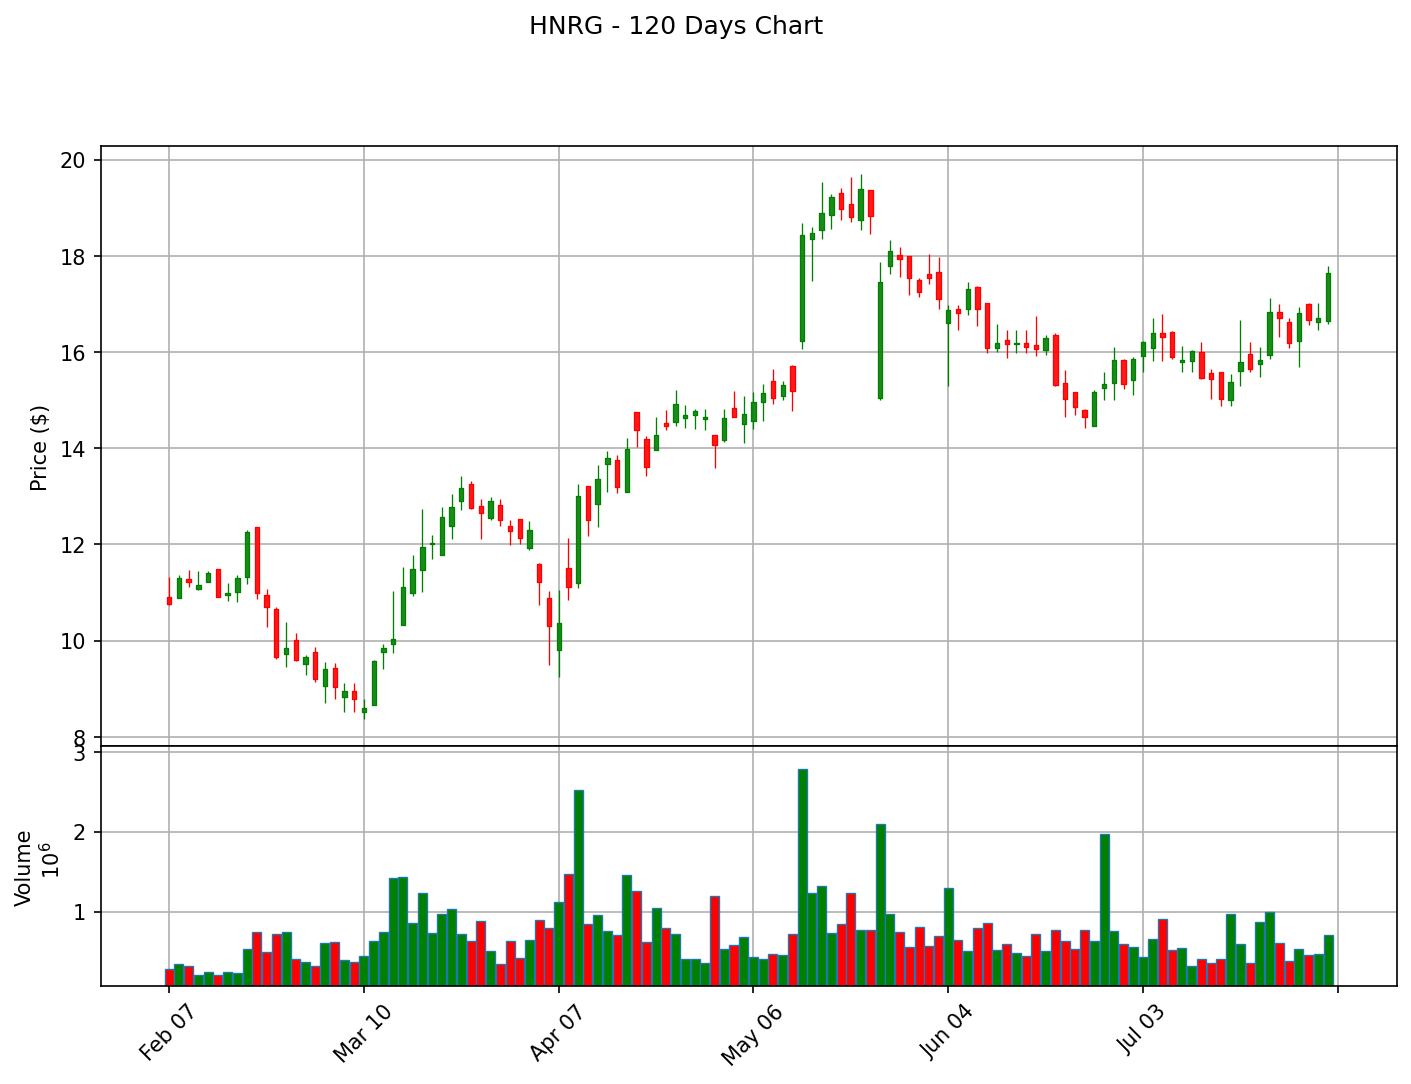 HNRG - 120 Days Chart
20
18
16
14
12
10
8
Price ($)
3
2
1
Volume
10⁶
Feb 07
Mar 10
Apr 07
May 06
Jun 04
Jul 03